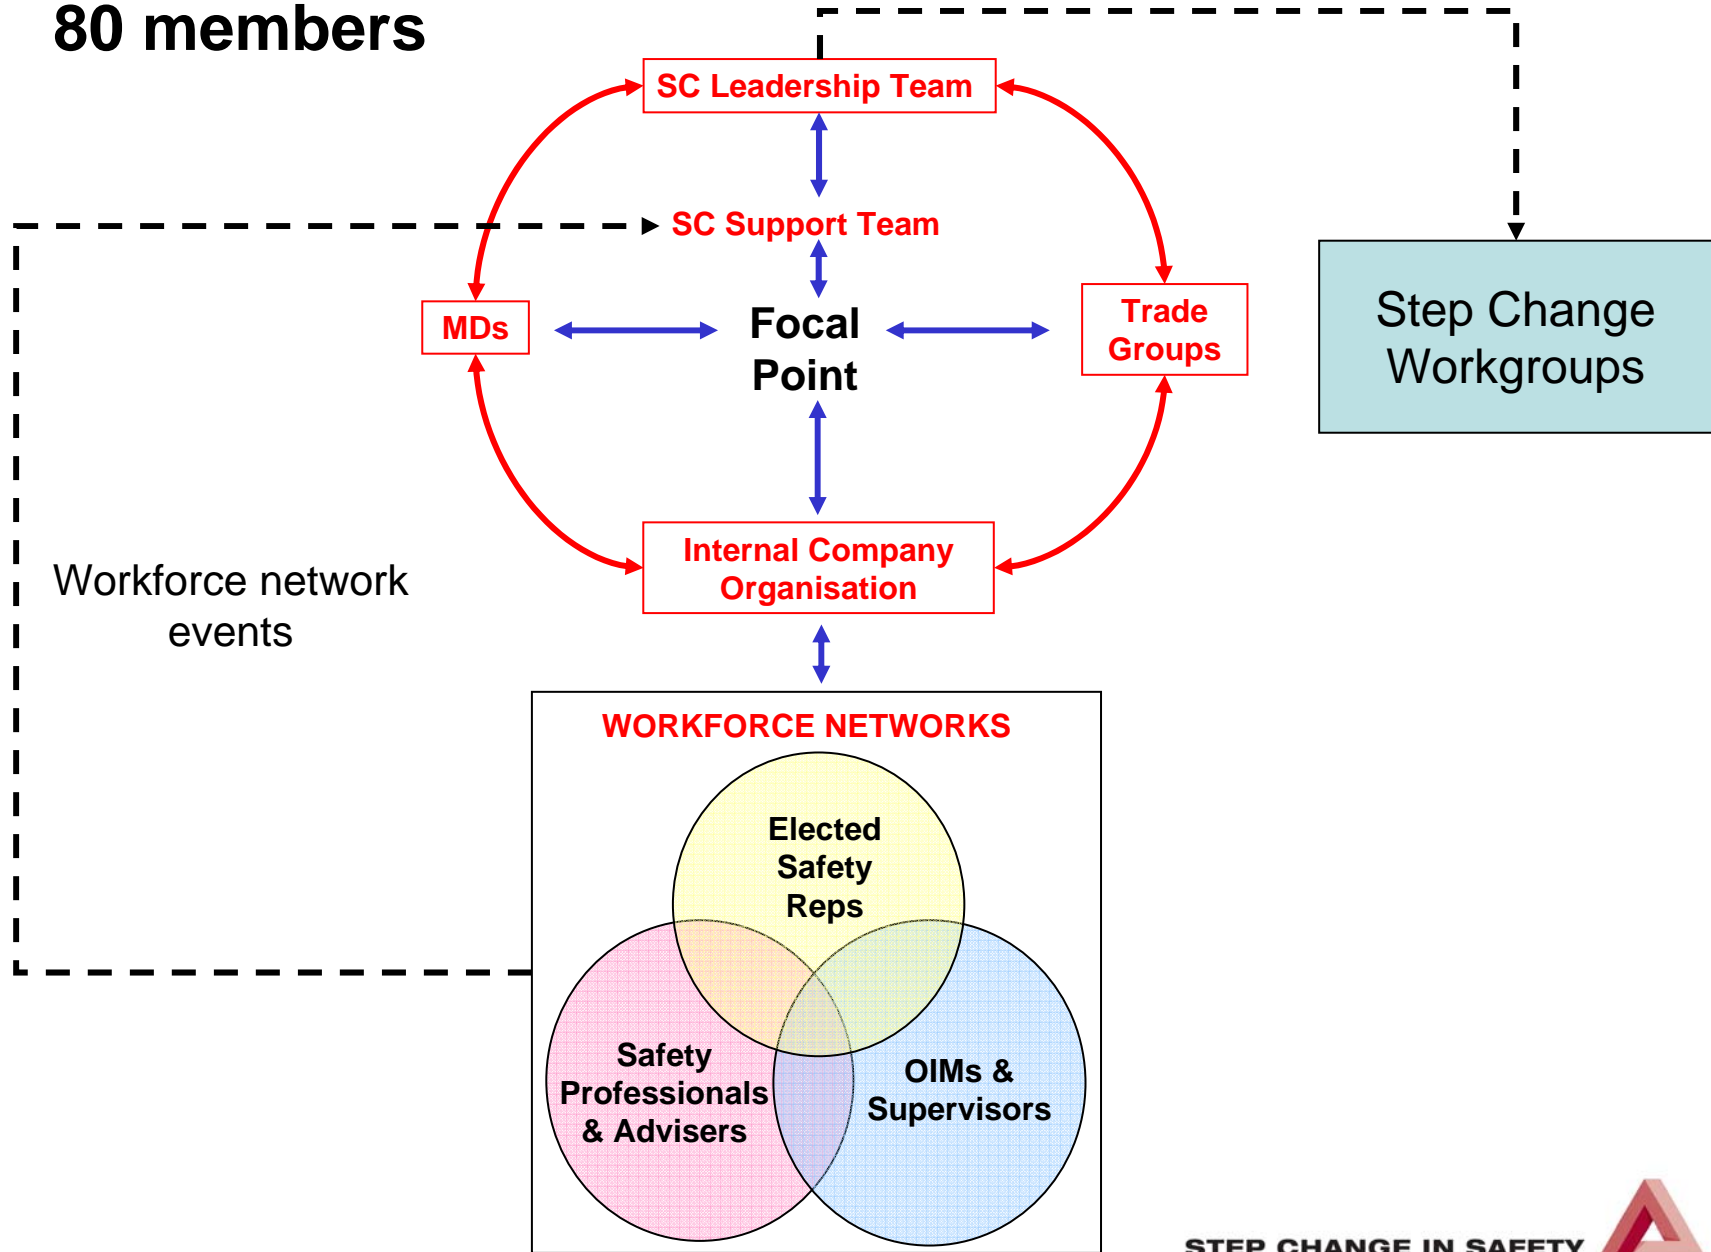 80 members
SC Leadership Team
SC Support Team
MDs
Focal
Point
Trade
Groups
Step Change
Workgroups
Internal Company
Organisation
Workforce network
events
WORKFORCE NETWORKS
Elected
Safety
Reps
Safety
Professionals
& Advisers
OIMs &
Supervisors
STEP CHANGE IN SAFETY